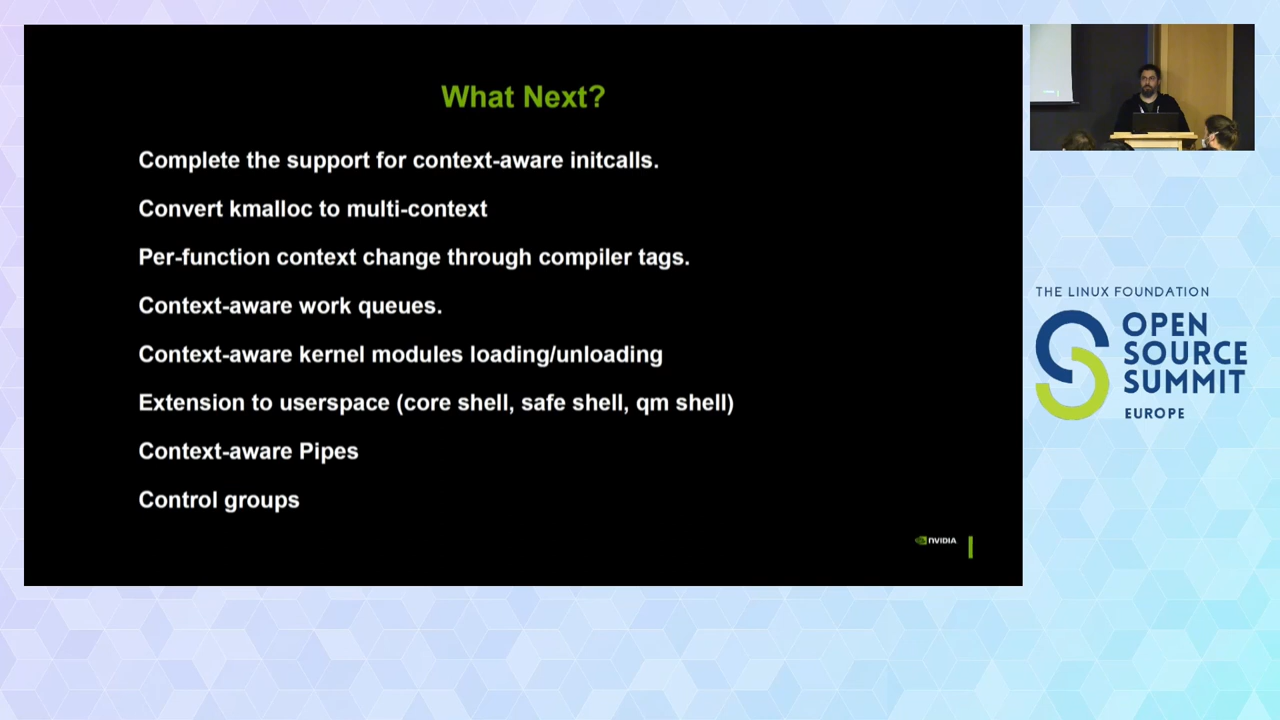 What Next?
Complete the support for context-aware initcalls.
Convert kmalloc to multi-context
Per-function context change through compiler tags.
Context-aware work queues.
Context-aware kernel modules loading/unloading
Extension to userspace (core shell, safe shell, qm shell)
Context-aware Pipes
Control groups
NVIDIA
THE LINUX FOUNDATION
OPEN
SOURCE
SUMMIT
EUROPE